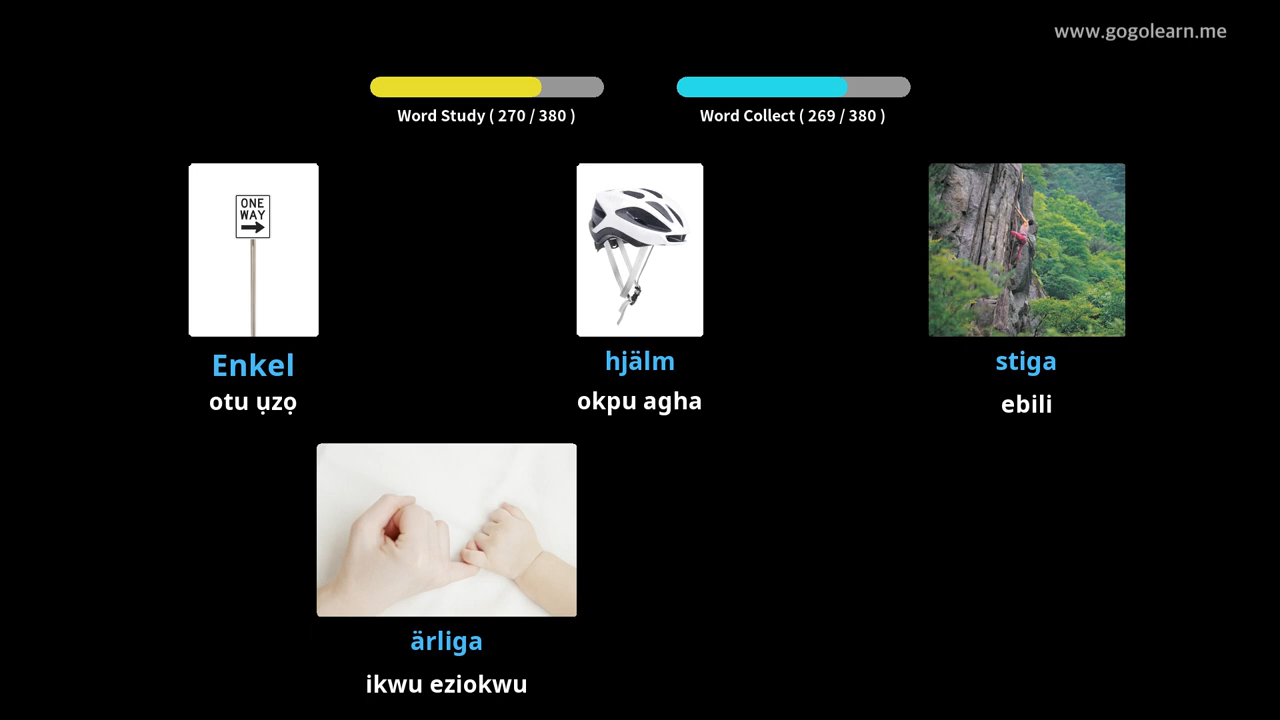 www.gogolearn.me
Word Study ( 270 / 380 )
Word Collect ( 269 / 380 )
ONE
WAY
Enkel
otu ụzọ
hjälm
okpu agha
stiga
ebili
ärliga
ikwu eziokwu